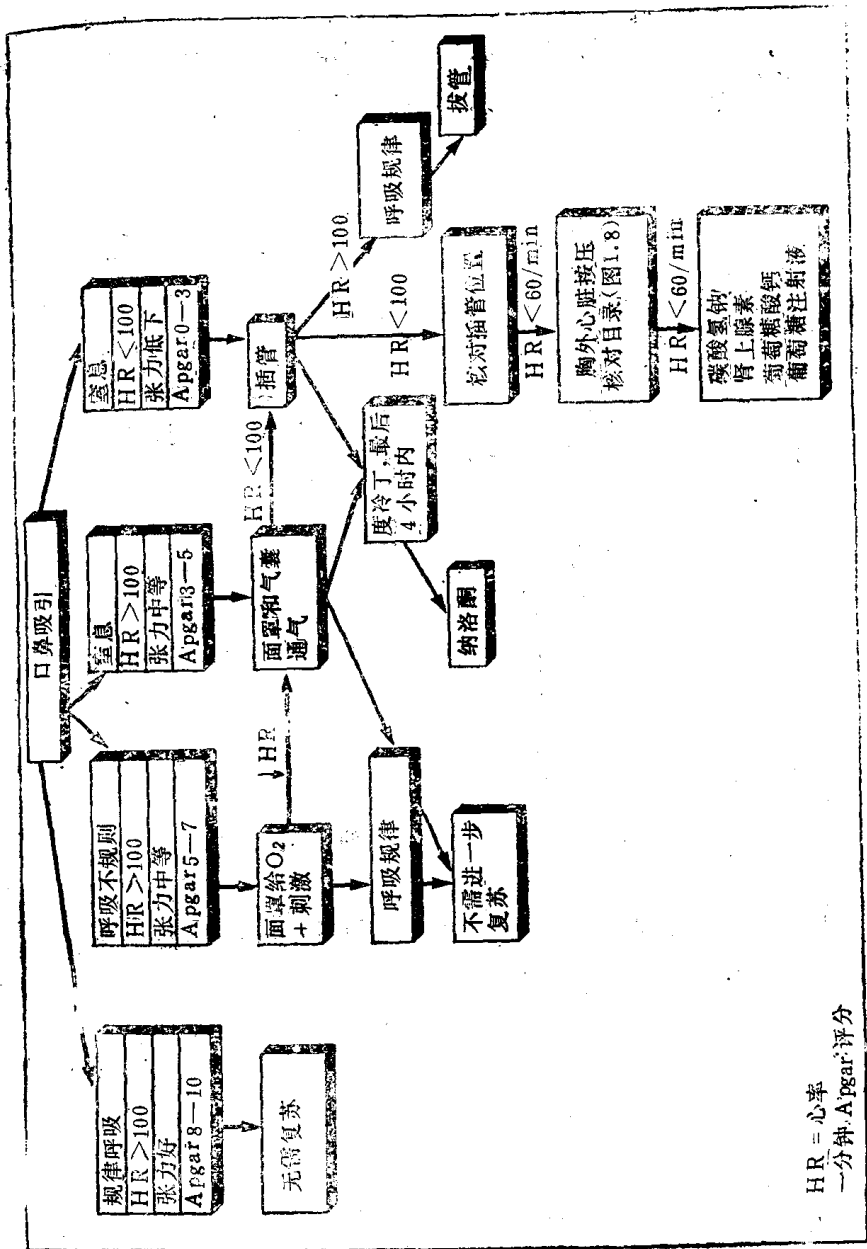 口鼻吸引
规律呼吸
HR>100
张力好
Apgar 8—10
呼吸不规则
HR>100
张力中等
Apgar 5—7
窒息
HR>100
张力中等
Apgar 3—5
窒息
HR<100
张力低下
Apgar 0—3
无需复苏
面罩给O₂
+刺激
↓HR
面罩和气囊
通气
HR<100
插管
HR>100
呼吸规律
拔管
呼吸规律
不需进一步
复苏
度冷丁,最后
4小时内
纳洛酮
HR<100
核对插管位置
HR<60/min
胸外心脏按压
核对目录(图1.8)
HR<60/min
碳酸氢钠
肾上腺素
葡萄糖酸钙
葡萄糖注射液
HR=心率
一分钟Apgar评分